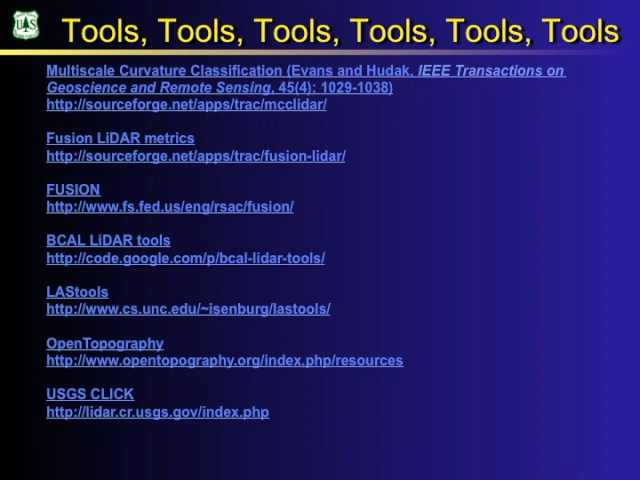 Tools, Tools, Tools, Tools, Tools, Tools
Multiscale Curvature Classification (Evans and Hudak, IEEE Transactions on
Geoscience and Remote Sensing, 45(4): 1029-1038)
http://sourceforge.net/apps/trac/mcclidar/
Fusion LiDAR metrics
http://sourceforge.net/apps/trac/fusion-lidar/
FUSION
http://www.fs.fed.us/eng/rsac/fusion/
BCAL LiDAR tools
http://code.google.com/p/bcal-lidar-tools/
LAStools
http://www.cs.unc.edu/~isenburg/lastools/
OpenTopography
http://www.opentopography.org/index.php/resources
USGS CLICK
http://lidar.cr.usgs.gov/index.php